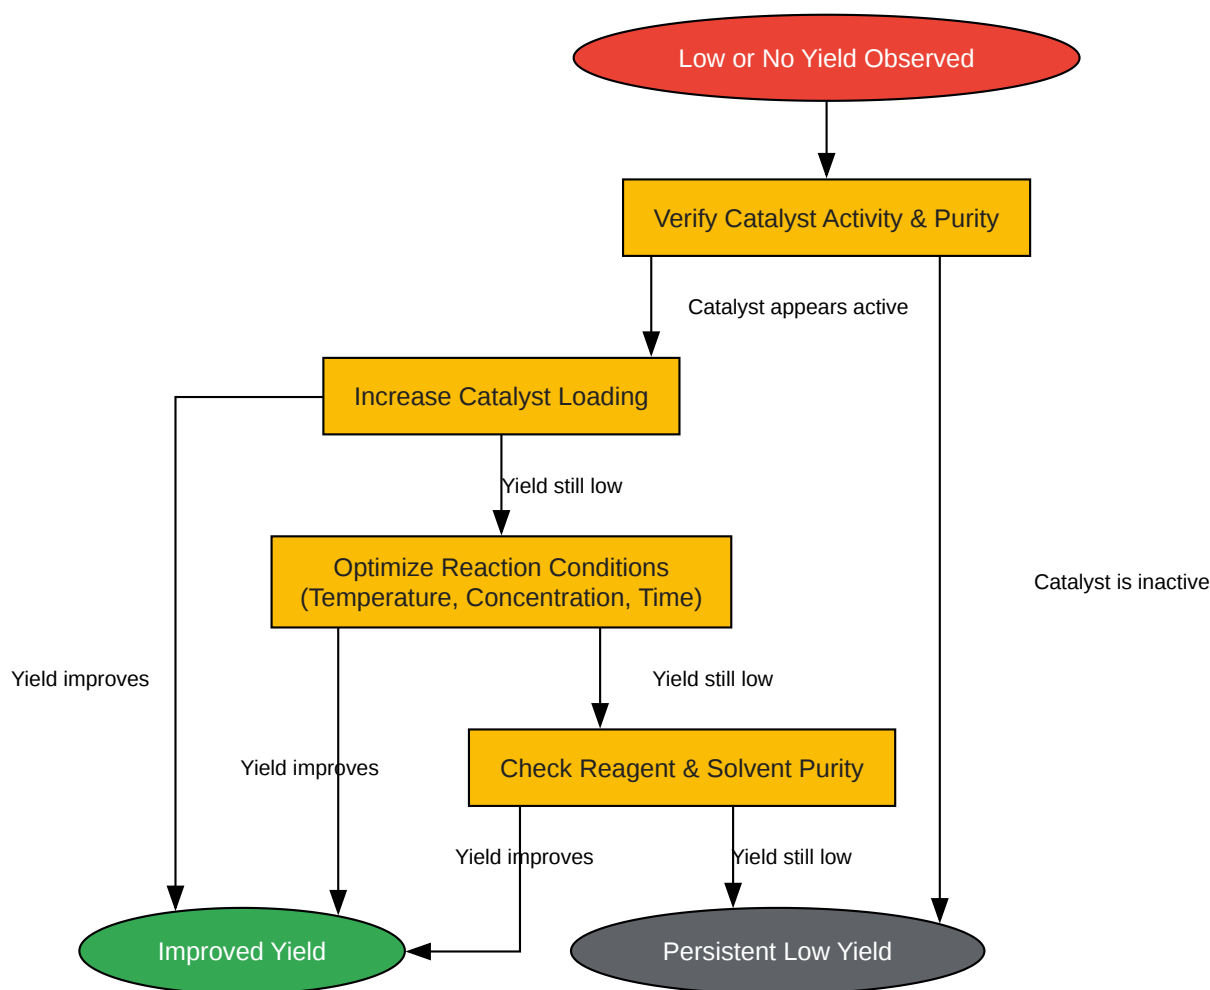 Low or No Yield Observed
Verify Catalyst Activity & Purity
Catalyst appears active
Increase Catalyst Loading
Yield still low
Optimize Reaction Conditions
(Temperature, Concentration, Time)
Catalyst is inactive
Yield improves
Yield still low
Yield improves
Check Reagent & Solvent Purity
Yield improves
Yield still low
Improved Yield
Persistent Low Yield